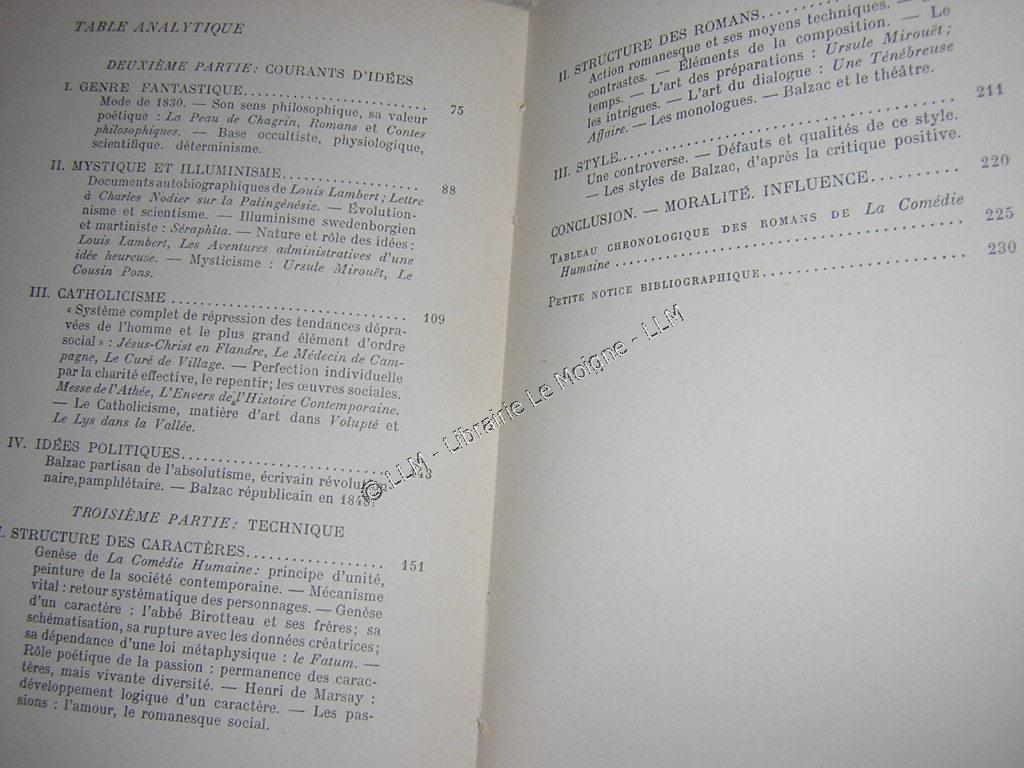 TABLE ANALYTIQUE
DEUXIÈME PARTIE: COURANTS D'IDÉES
I. GENRE FANTASTIQUE........................ 75
Mode de 1830. — Son sens philosophique, sa valeur
poétique : La Peau de Chagrin, Romans et Contes
philosophiques. — Base occultiste, physiologique,
scientifique. déterminisme.
II. MYSTIQUE ET ILLUMINISME................. 88
Documents autobiographiques de Louis Lambert; Lettre
à Charles Nodier sur la Palingénésie. — Évolution-
nisme et scientisme. — Illuminisme swedenborgien
et martiniste : Séraphîta. — Nature et rôle des idées :
Louis Lambert, Les Aventures administratives d'une
idée heureuse. — Mysticisme : Ursule Mirouët, Le
Cousin Pons.
III. CATHOLICISME ............................. 109
« Système complet de répression des tendances dépra-
vées de l'homme et le plus grand élément d'ordre
social » : Jésus-Christ en Flandre, Le Médecin de Cam-
pagne, Le Curé de Village. — Perfection individuelle
par la charité effective, le repentir; les œuvres sociales.
Messe de l'Athée, L'Envers de l'Histoire Contemporaine.
— Le Catholicisme, matière d'art dans Volupté et
Le Lys dans la Vallée.
IV. IDÉES POLITIQUES......................... 43
Balzac partisan de l'absolutisme, écrivain révolution-
naire, pamphlétaire. — Balzac républicain en 1848?
TROISIÈME PARTIE: TECHNIQUE
I. STRUCTURE DES CARACTÈRES............... 151
Genèse de La Comédie Humaine: principe d'unité,
peinture de la société contemporaine. — Mécanisme
vital : retour systématique des personnages. — Genèse
d'un caractère : l'abbé Birotteau et ses frères; sa
schématisation, sa rupture avec les données créatrices;
sa dépendance d'une loi métaphysique : le Fatum. —
Rôle poétique de la passion : permanence des carac-
tères, mais vivante diversité. — Henri de Marsay :
développement logique d'un caractère. — Les pas-
sions : l'amour, le romanesque social.
II. STRUCTURE DES ROMANS..................
Action romanesque et ses moyens techniques. —
contrastes. — Éléments de la composition. — Le
temps. — L'art des préparations : Ursule Mirouët;
les intrigues. — L'art du dialogue : Une Ténébreuse
Affaire. — Les monologues. — Balzac et le théâtre.
III. STYLE..................................... 211
Une controverse. — Défauts et qualités de ce style.
— Les styles de Balzac, d'après la critique positive.
CONCLUSION. — MORALITÉ. INFLUENCE.......... 220
TABLEAU CHRONOLOGIQUE DES ROMANS DE La Comédie
Humaine ....................................... 225
PETITE NOTICE BIBLIOGRAPHIQUE..................... 230
© LLM - Librairie Le Moigne - LLM